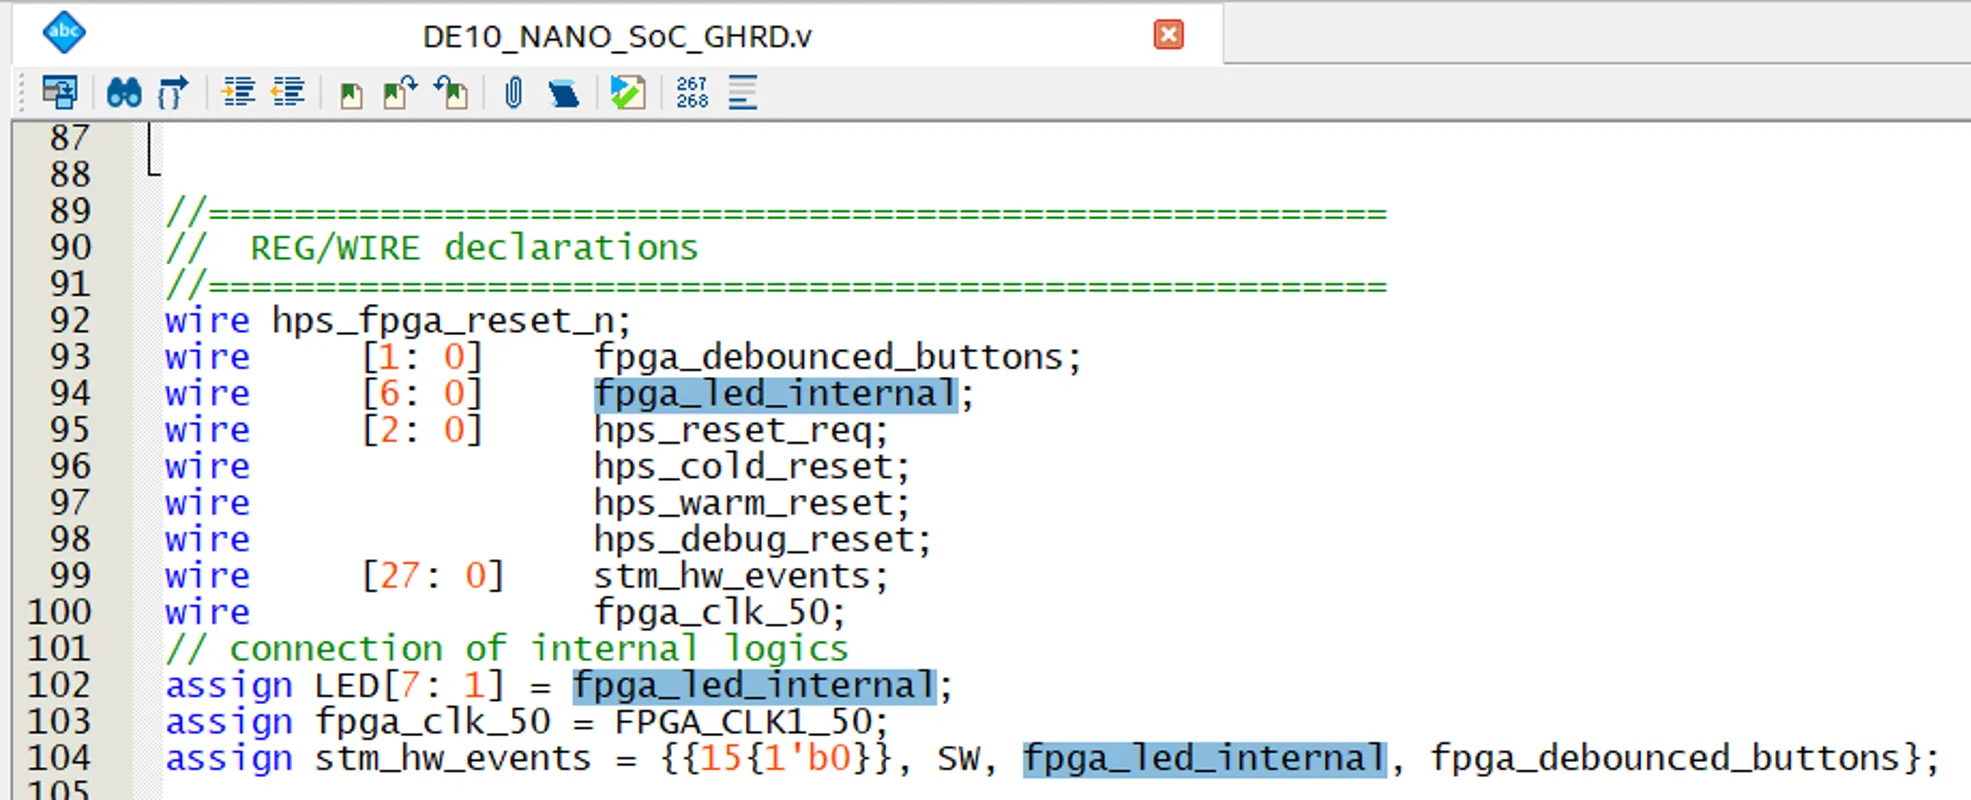 abc DE10_NANO_SoC_GHRD.v
267
268
87
88
89 //=======================================================
90 //  REG/WIRE declarations
91 //=======================================================
92 wire hps_fpga_reset_n;
93 wire     [1: 0]     fpga_debounced_buttons;
94 wire     [6: 0]     fpga_led_internal;
95 wire     [2: 0]     hps_reset_req;
96 wire                hps_cold_reset;
97 wire                hps_warm_reset;
98 wire                hps_debug_reset;
99 wire     [27: 0]    stm_hw_events;
100 wire                fpga_clk_50;
101 // connection of internal logics
102 assign LED[7: 1] = fpga_led_internal;
103 assign fpga_clk_50 = FPGA_CLK1_50;
104 assign stm_hw_events = {{15{1'b0}}, SW, fpga_led_internal, fpga_debounced_buttons};
105